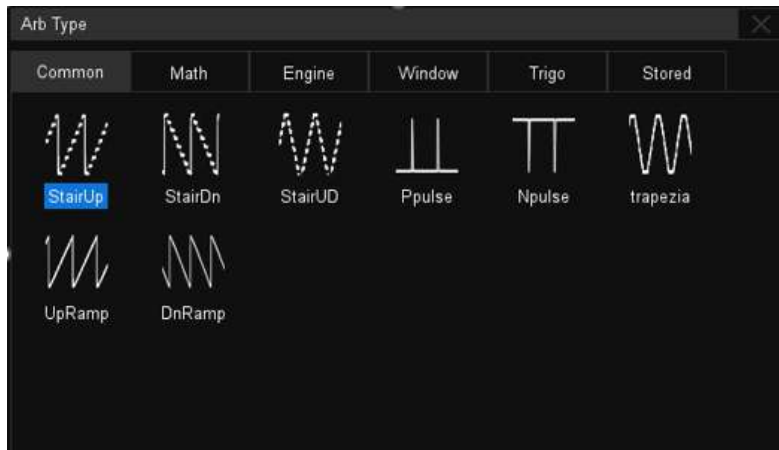 Arb Type
Common Math Engine Window Trigo Stored
StairUp StairDn StairUD Ppulse Npulse trapezia
UpRamp DnRamp